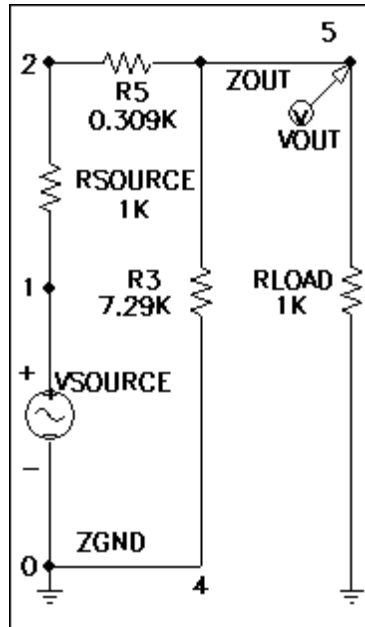 5
2
R5
0.309K
ZOUT
V
VOUT
RSOURCE
1K
1
R3
7.29K
RLOAD
1K
+
VSOURCE
–
ZGND
0
4